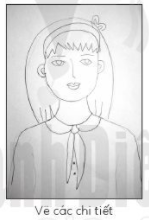 Vẽ các chi tiết